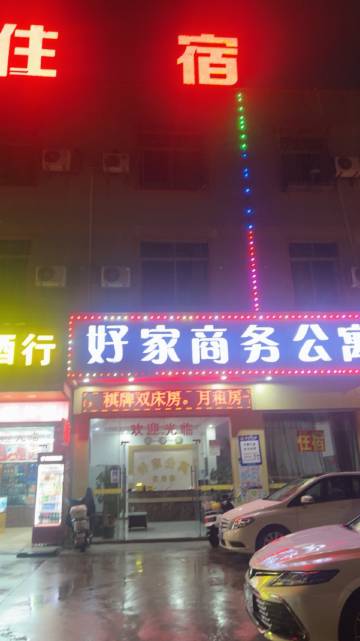 住 宿
酒行
好家商务公寓
棋牌双床房。月租房
欢迎光临
住宿